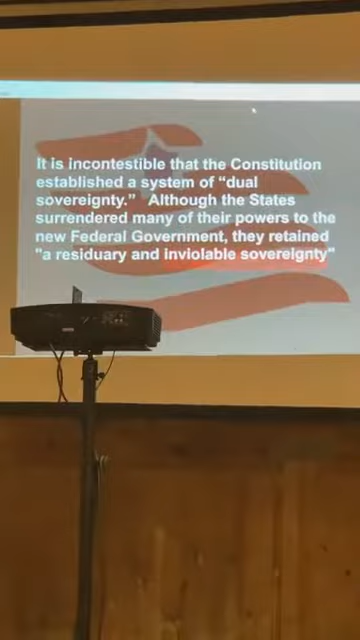 It is incontestible that the Constitution
established a system of “dual
sovereignty.” Although the States
surrendered many of their powers to the
new Federal Government, they retained
"a residuary and inviolable sovereignty"